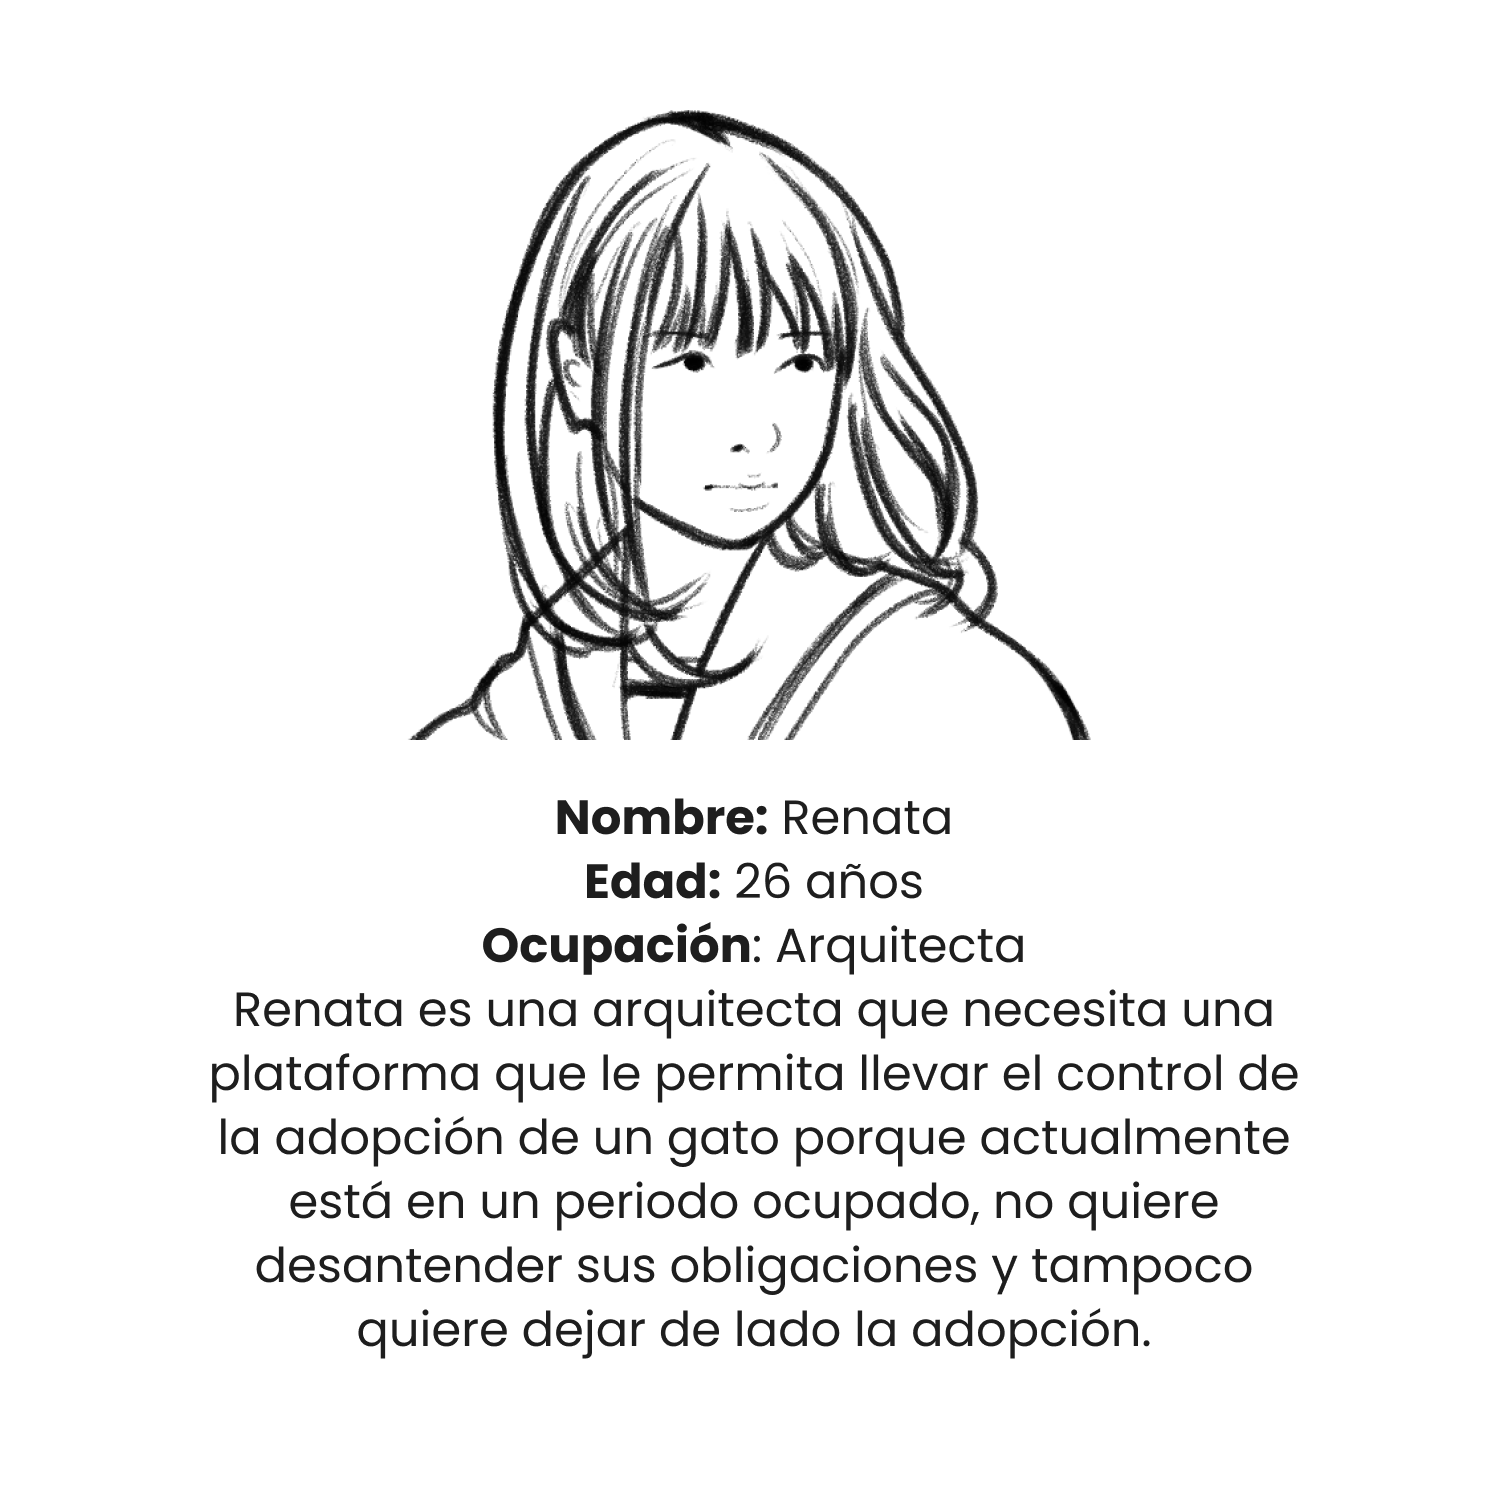 Nombre: Renata
Edad: 26 años
Ocupación: Arquitecta
Renata es una arquitecta que necesita una
plataforma que le permita llevar el control de
la adopción de un gato porque actualmente
está en un periodo ocupado, no quiere
desantender sus obligaciones y tampoco
quiere dejar de lado la adopción.